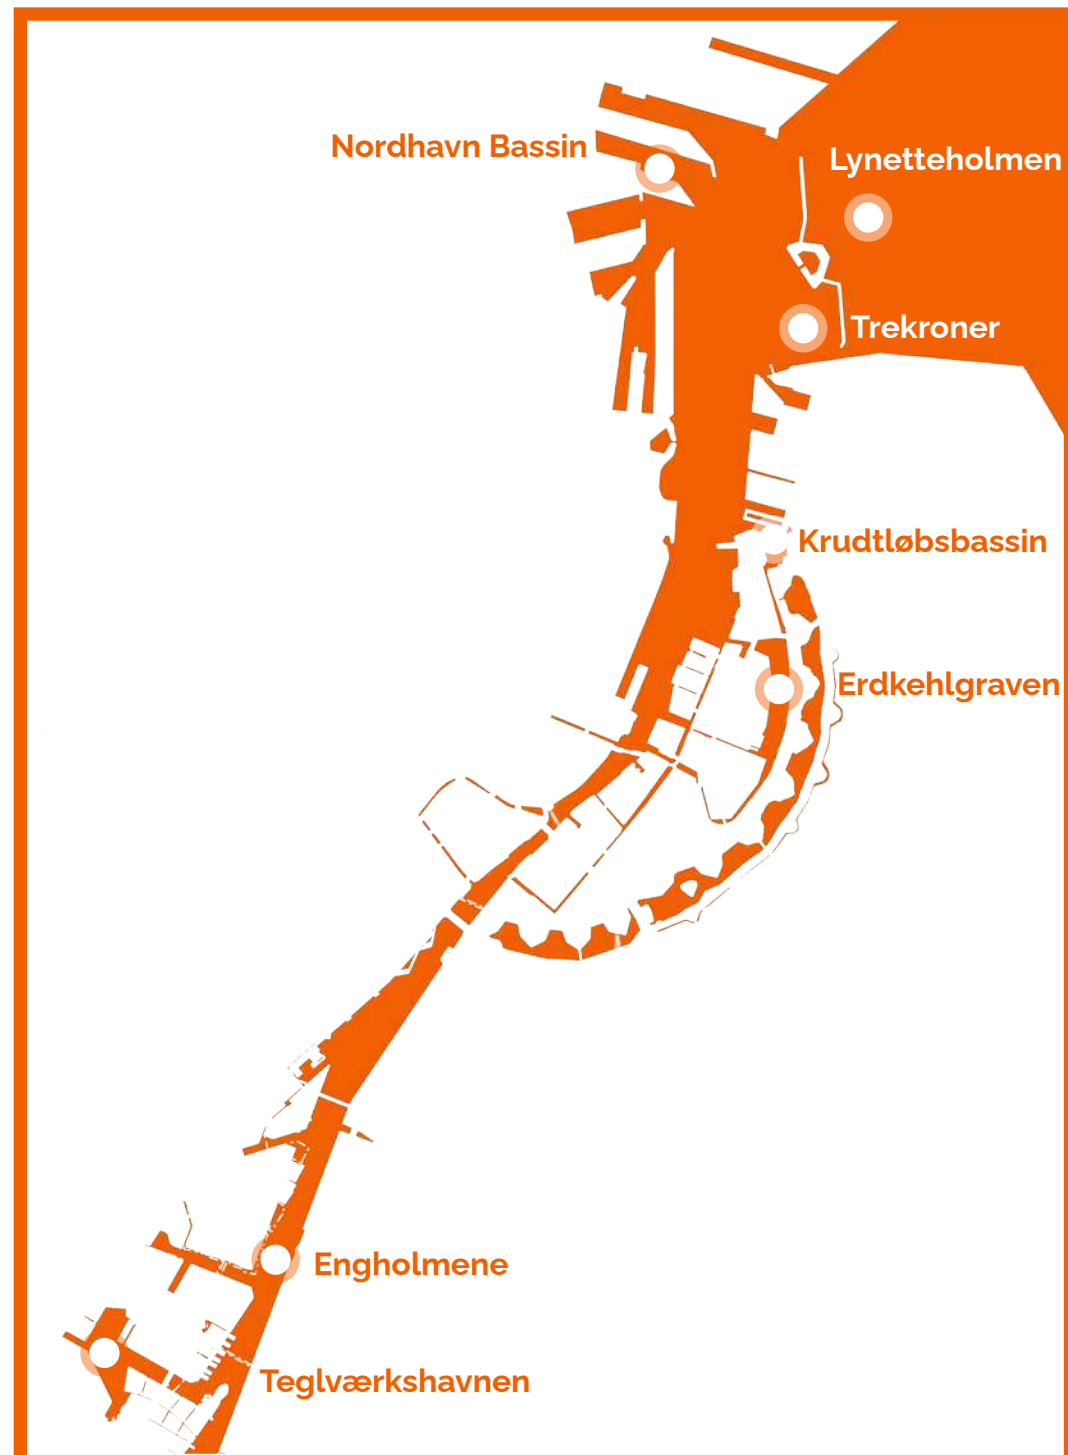 Nordhavn Bassin
Lynetteholmen
Trekroner
Krudtløbsbassin
Erdkehlgraven
Engholmene
Teglværkshavnen